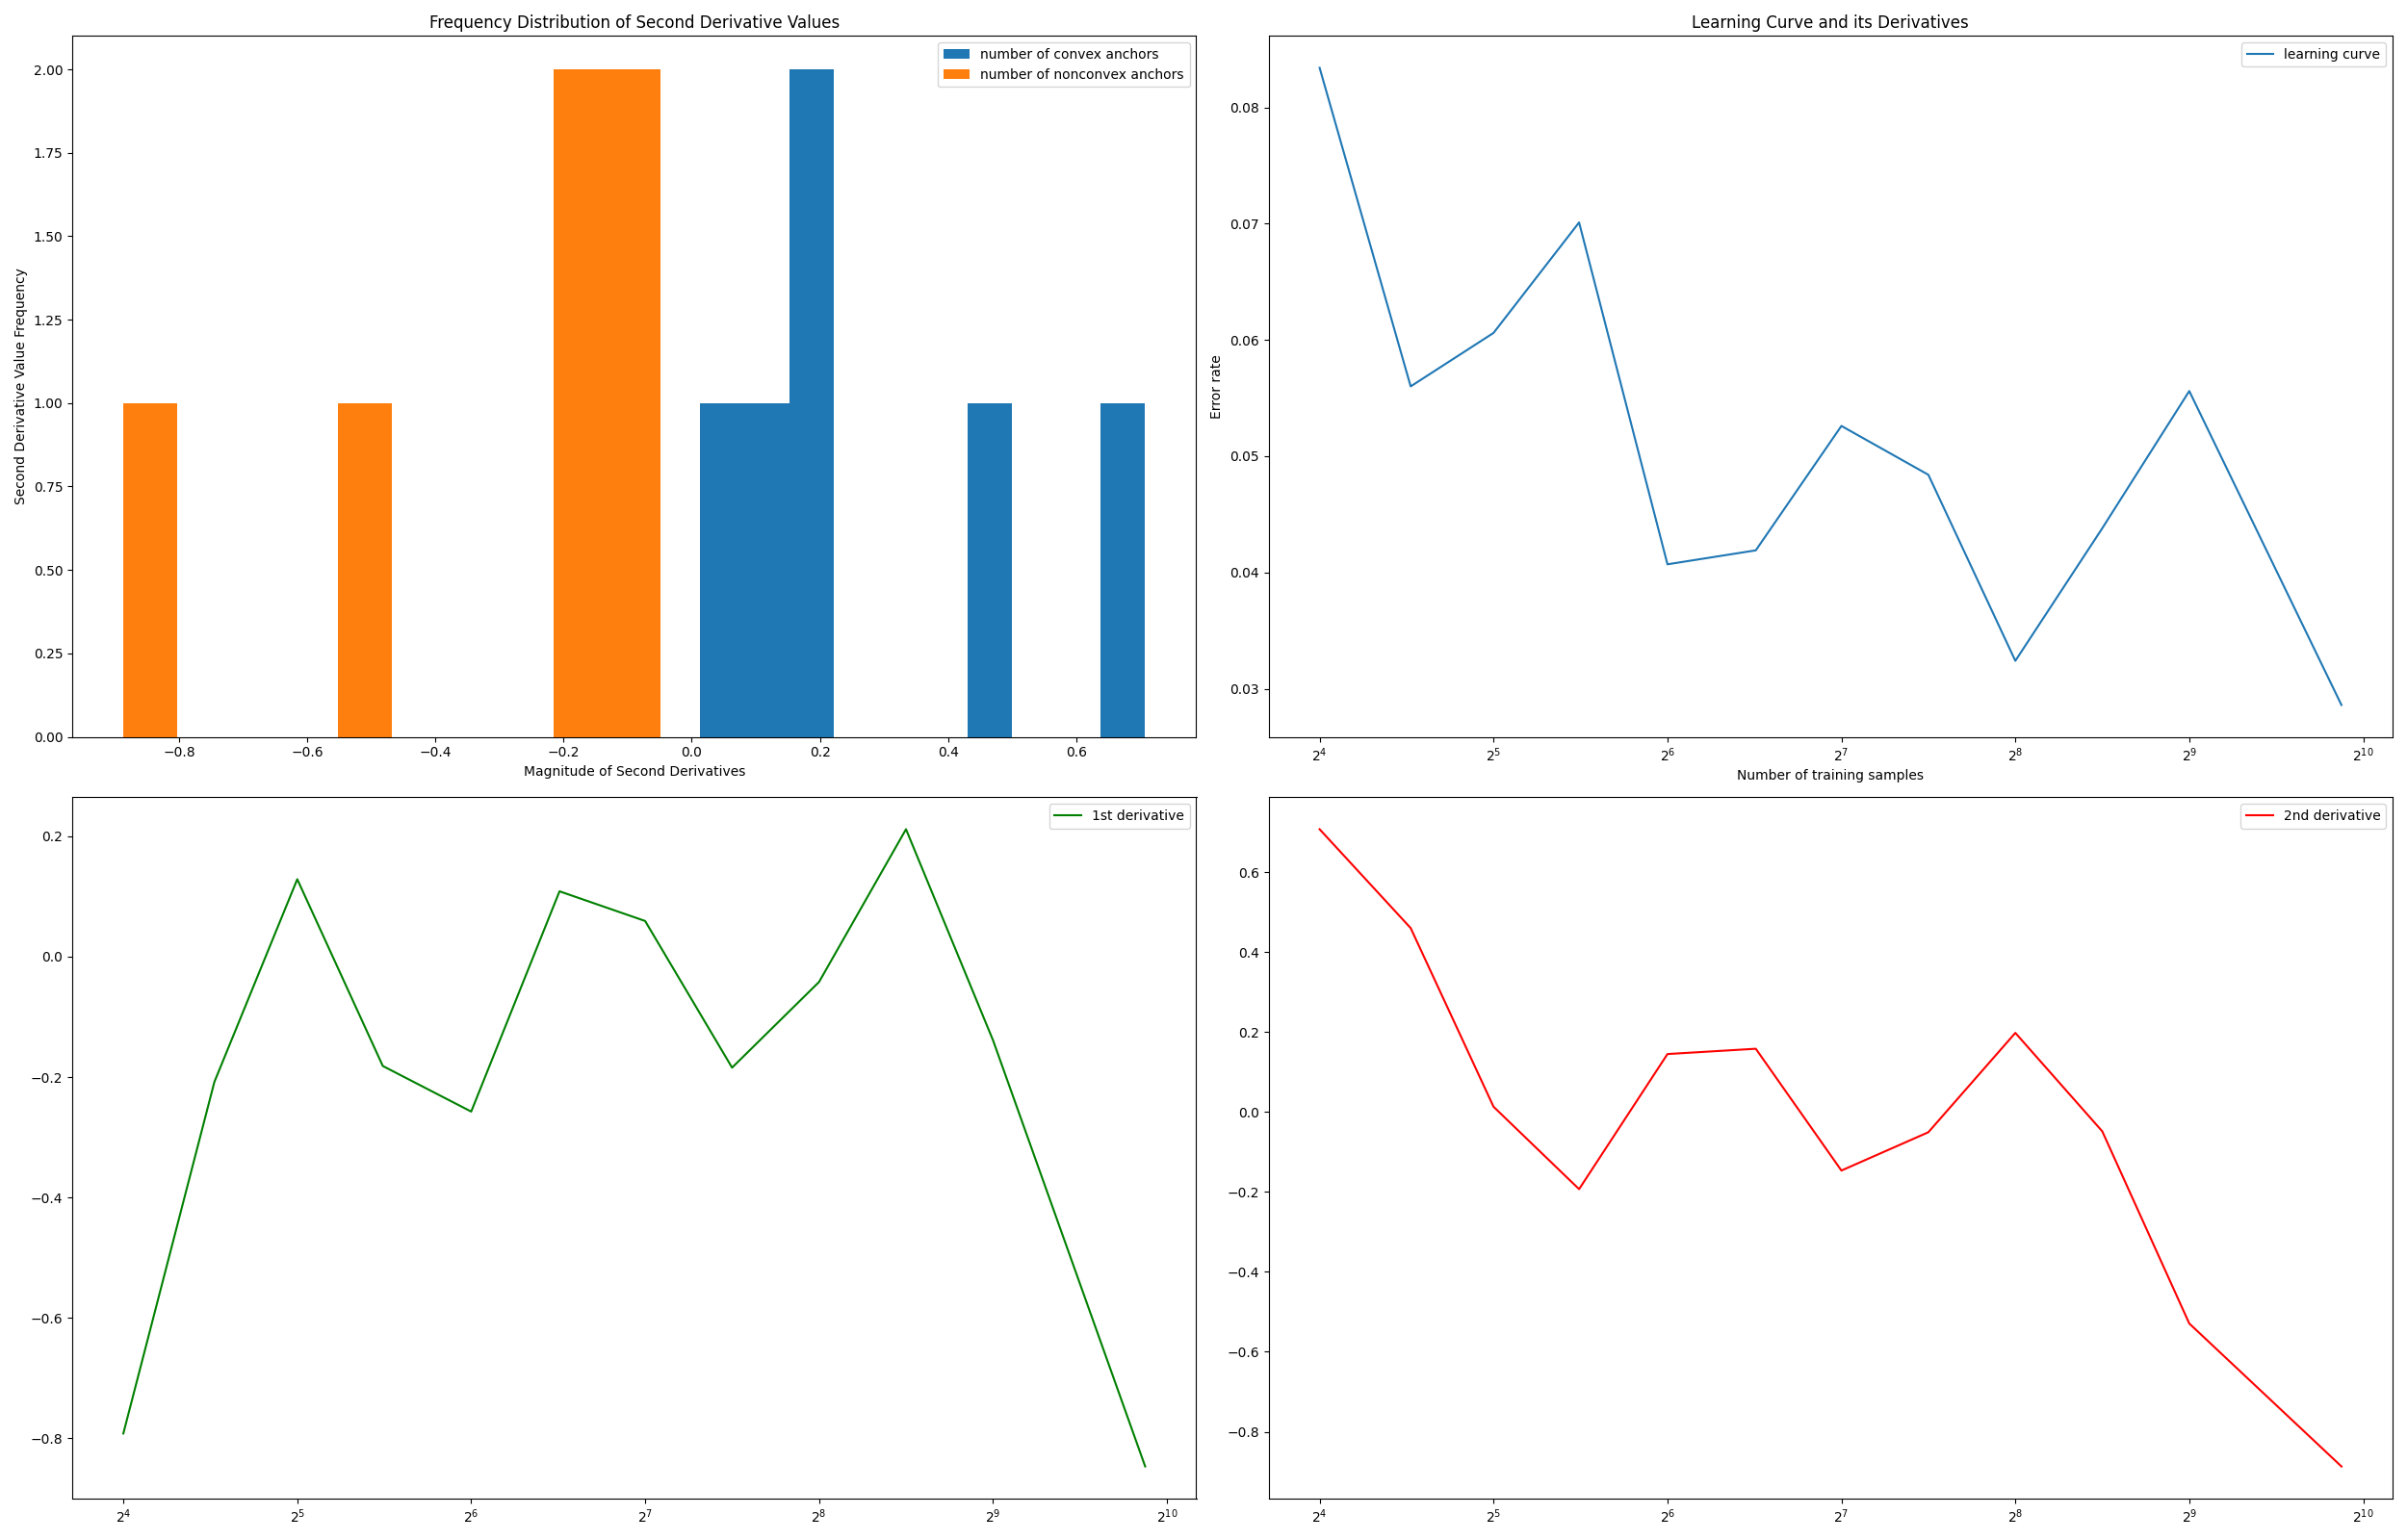 Frequency Distribution of Second Derivative Values
number of convex anchors
number of nonconvex anchors
2.00
1.75
1.50
1.25
1.00
0.75
0.50
0.25
0.00
Second Derivative Value Frequency
−0.8 −0.6 −0.4 −0.2 0.0 0.2 0.4 0.6
Magnitude of Second Derivatives
Learning Curve and its Derivatives
learning curve
0.08
0.07
0.06
0.05
0.04
0.03
Error rate
2⁴ 2⁵ 2⁶ 2⁷ 2⁸ 2⁹ 2¹⁰
Number of training samples
1st derivative
0.2
0.0
−0.2
−0.4
−0.6
−0.8
2⁴ 2⁵ 2⁶ 2⁷ 2⁸ 2⁹ 2¹⁰
2nd derivative
0.6
0.4
0.2
0.0
−0.2
−0.4
−0.6
−0.8
2⁴ 2⁵ 2⁶ 2⁷ 2⁸ 2⁹ 2¹⁰